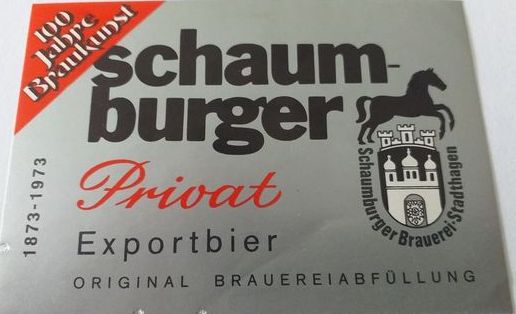 100
Jahre
Braukunst
schaum-
burger
Privat
Exportbier
ORIGINAL BRAUEREIABFÜLLUNG
1873-1973
Schaumburger Brauerei-Stadthagen